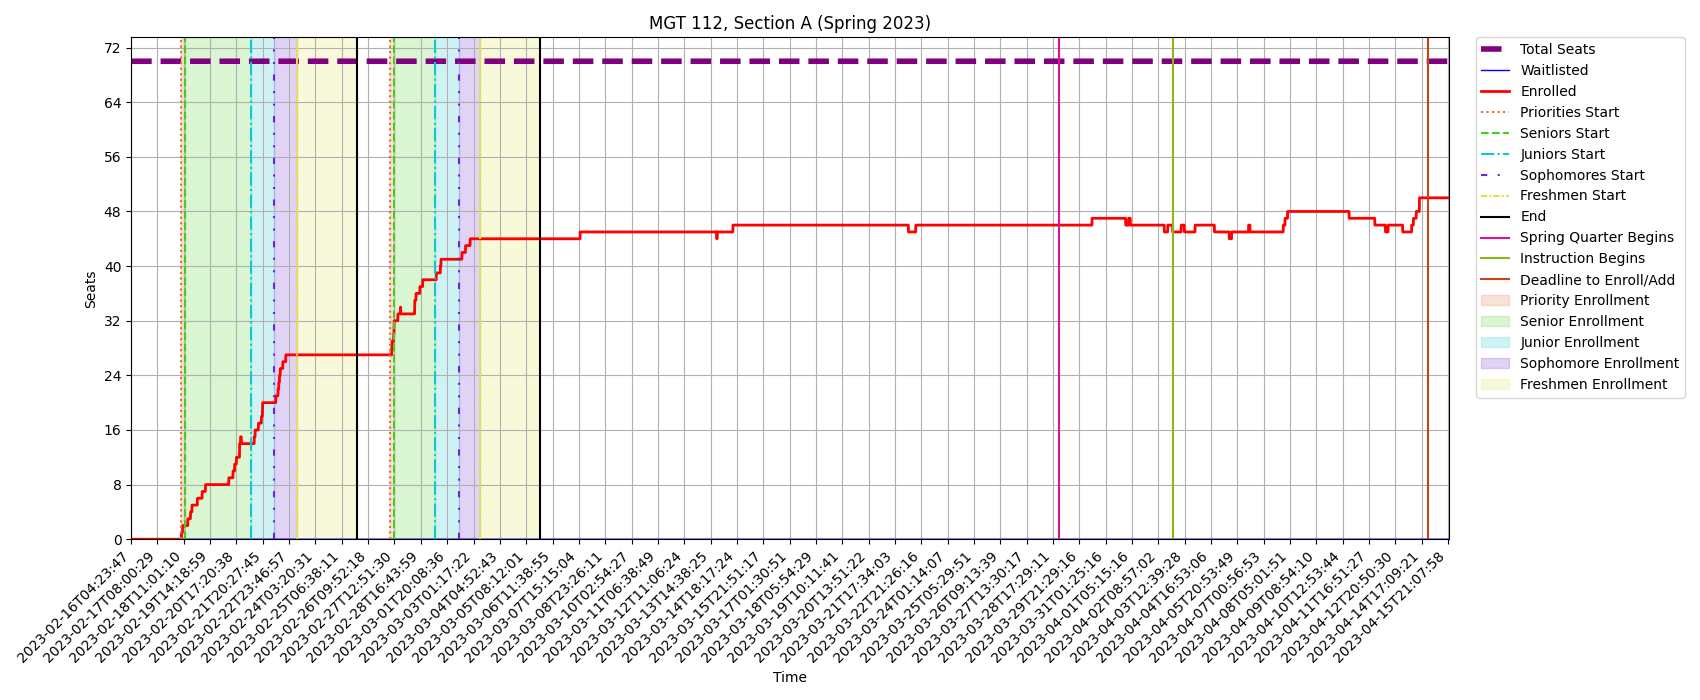 MGT 112, Section A (Spring 2023)
Seats
72
64
56
48
40
32
24
16
8
0
2023-02-16T04:23:47
2023-02-17T08:00:29
2023-02-18T11:01:10
2023-02-19T14:18:59
2023-02-20T17:20:38
2023-02-21T20:27:45
2023-02-22T23:46:57
2023-02-24T03:20:31
2023-02-25T06:38:11
2023-02-26T09:52:18
2023-02-27T12:51:30
2023-02-28T16:43:59
2023-03-01T20:08:36
2023-03-03T01:17:22
2023-03-04T04:52:43
2023-03-05T08:12:01
2023-03-06T11:38:55
2023-03-07T15:15:04
2023-03-08T23:26:11
2023-03-10T02:54:27
2023-03-11T06:38:49
2023-03-12T11:06:24
2023-03-13T14:38:25
2023-03-14T18:17:24
2023-03-15T21:51:17
2023-03-17T01:30:51
2023-03-18T05:54:29
2023-03-19T10:11:41
2023-03-20T13:51:22
2023-03-21T17:34:03
2023-03-22T21:26:16
2023-03-24T01:14:07
2023-03-25T05:29:51
2023-03-26T09:13:39
2023-03-27T13:30:17
2023-03-28T17:29:11
2023-03-29T21:29:16
2023-03-31T01:25:16
2023-04-01T05:15:16
2023-04-02T08:57:02
2023-04-03T12:39:28
2023-04-04T16:53:06
2023-04-05T20:53:49
2023-04-07T00:56:53
2023-04-08T05:01:51
2023-04-09T08:54:10
2023-04-10T12:53:44
2023-04-11T16:51:27
2023-04-12T20:50:30
2023-04-14T17:09:21
2023-04-15T21:07:58
Time
Total Seats
Waitlisted
Enrolled
Priorities Start
Seniors Start
Juniors Start
Sophomores Start
Freshmen Start
End
Spring Quarter Begins
Instruction Begins
Deadline to Enroll/Add
Priority Enrollment
Senior Enrollment
Junior Enrollment
Sophomore Enrollment
Freshmen Enrollment